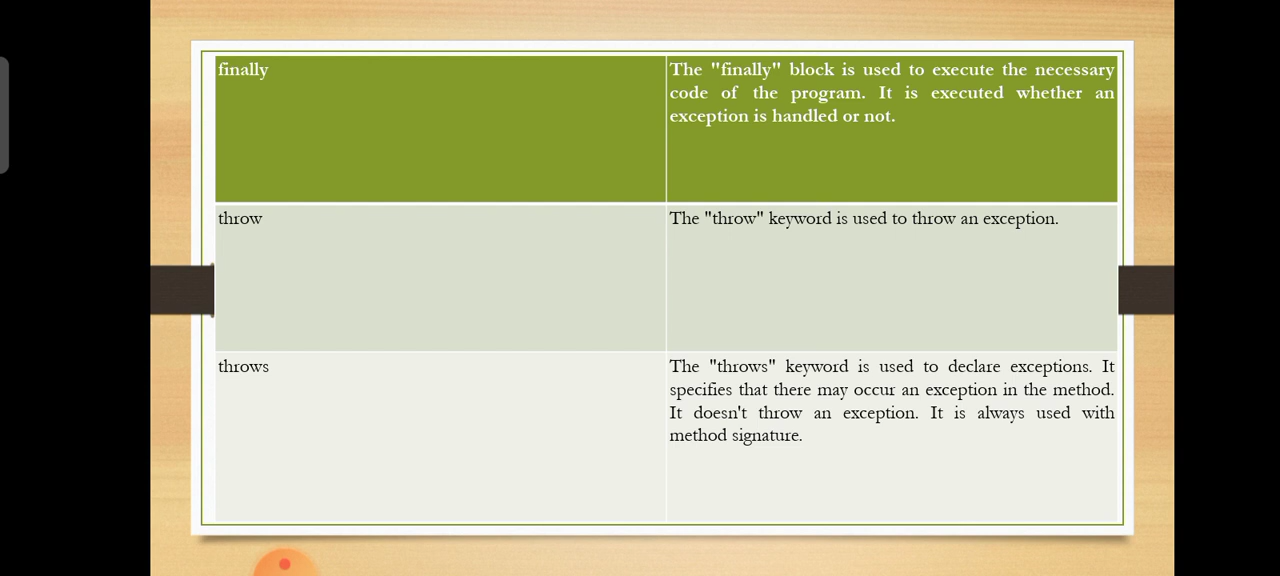 finally
The "finally" block is used to execute the necessary
code of the program. It is executed whether an
exception is handled or not.
throw
The "throw" keyword is used to throw an exception.
throws
The "throws" keyword is used to declare exceptions. It
specifies that there may occur an exception in the method.
It doesn't throw an exception. It is always used with
method signature.